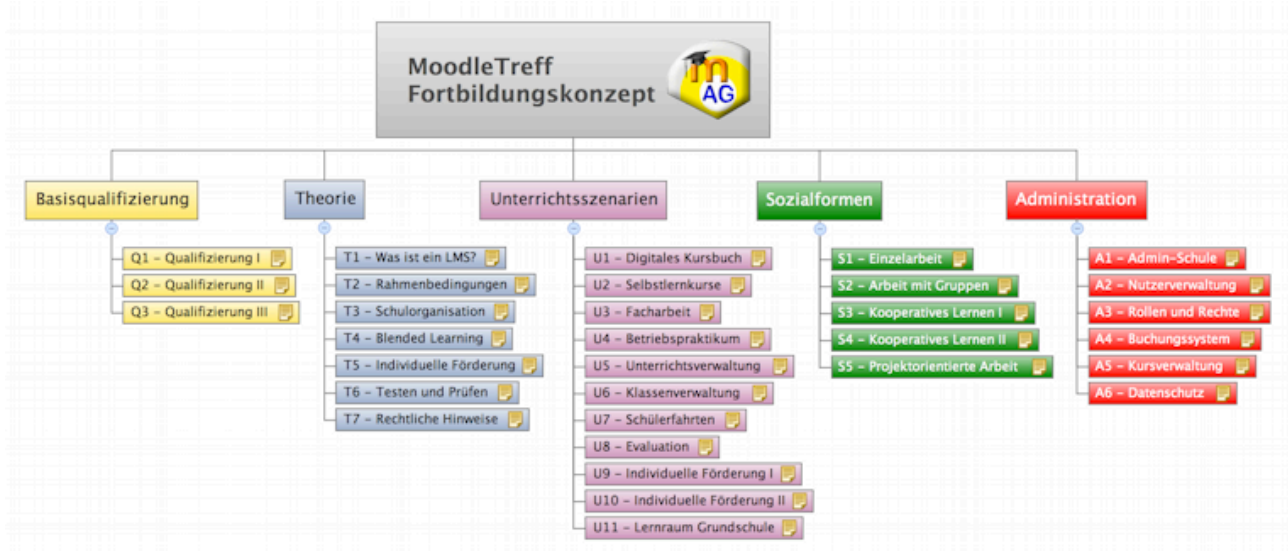 MoodleTreff
Fortbildungskonzept
m
AG
Basisqualifizierung
Q1 – Qualifizierung I
Q2 – Qualifizierung II
Q3 – Qualifizierung III
Theorie
T1 – Was ist ein LMS?
T2 – Rahmenbedingungen
T3 – Schulorganisation
T4 – Blended Learning
T5 – Individuelle Förderung
T6 – Testen und Prüfen
T7 – Rechtliche Hinweise
Unterrichtsszenarien
U1 – Digitales Kursbuch
U2 – Selbstlernkurse
U3 – Facharbeit
U4 – Betriebspraktikum
U5 – Unterrichtsverwaltung
U6 – Klassenverwaltung
U7 – Schülerfahrten
U8 – Evaluation
U9 – Individuelle Förderung I
U10 – Individuelle Förderung II
U11 – Lernraum Grundschule
Sozialformen
S1 – Einzelarbeit
S2 – Arbeit mit Gruppen
S3 – Kooperatives Lernen I
S4 – Kooperatives Lernen II
S5 – Projektorientierte Arbeit
Administration
A1 – Admin-Schule
A2 – Nutzerverwaltung
A3 – Rollen und Rechte
A4 – Buchungssystem
A5 – Kursverwaltung
A6 – Datenschutz